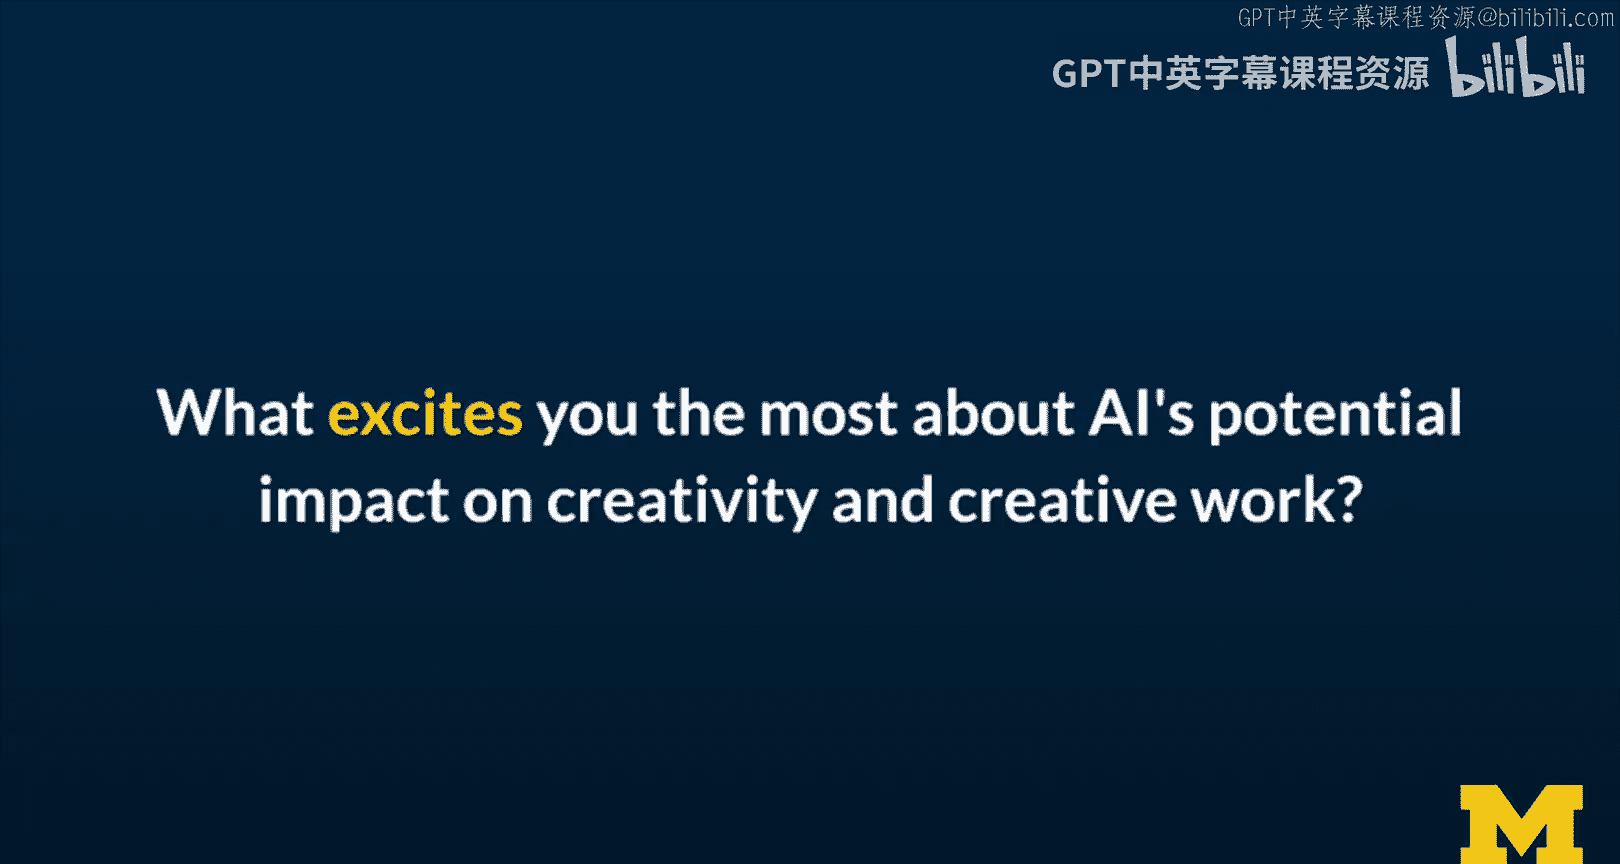 GPT中英字幕课程资源@bilibili.com
GPT中英字幕课程资源 bilibili
What excites you the most about AI's potential
impact on creativity and creative work?
M